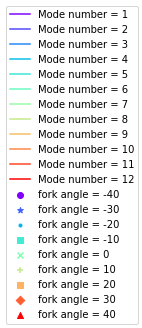 Mode number = 1
Mode number = 2
Mode number = 3
Mode number = 4
Mode number = 5
Mode number = 6
Mode number = 7
Mode number = 8
Mode number = 9
Mode number = 10
Mode number = 11
Mode number = 12
fork angle = -40
fork angle = -30
fork angle = -20
fork angle = -10
fork angle = 0
fork angle = 10
fork angle = 20
fork angle = 30
fork angle = 40